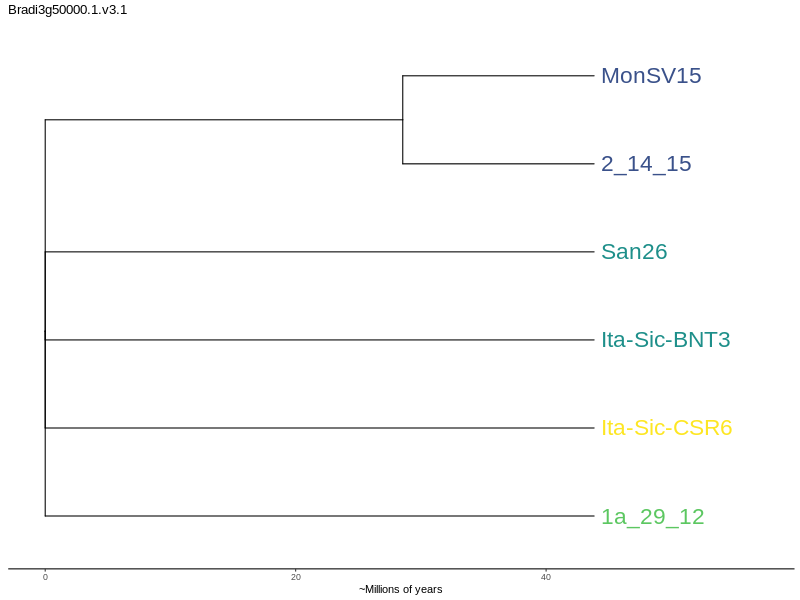 Bradi3g50000.1.v3.1
MonSV15
2_14_15
San26
Ita-Sic-BNT3
Ita-Sic-CSR6
1a_29_12
0 20 40
~Millions of years